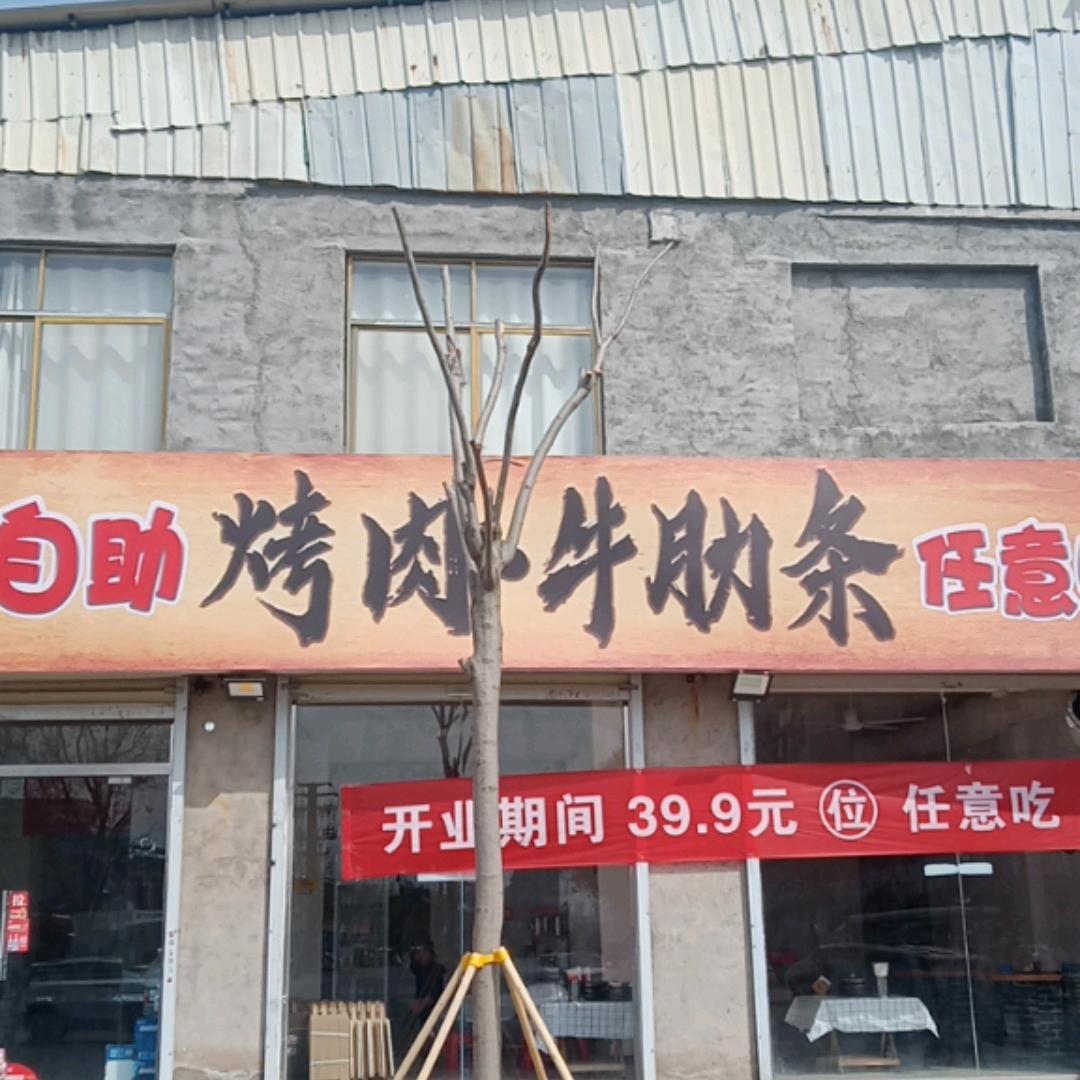 自助 烤肉·牛肋条 任意
开业期间 39.9元 位 任意吃
拉